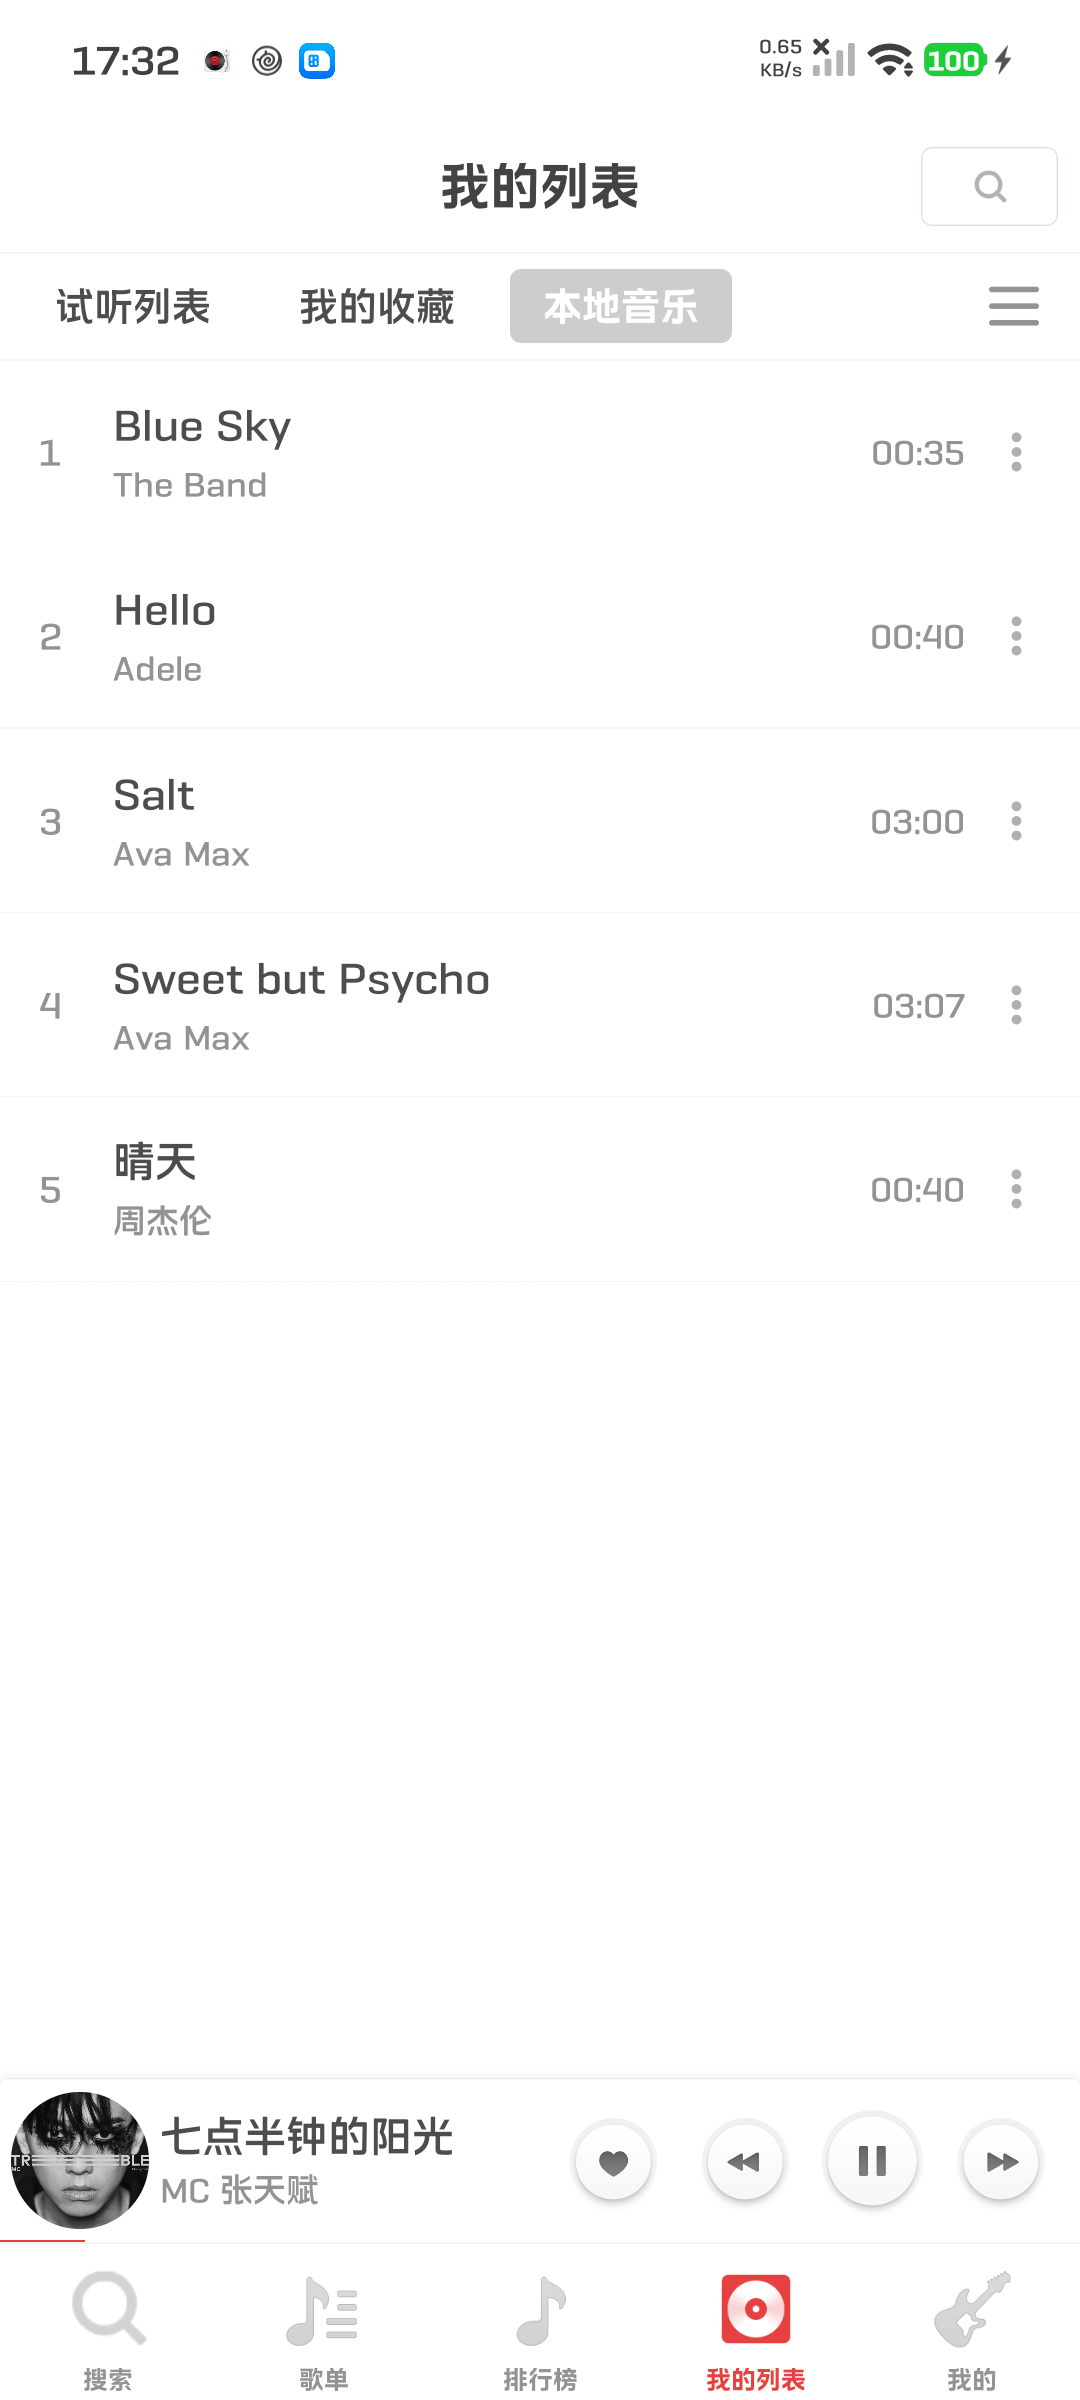 17:32
0.65
KB/s
100
我的列表
试听列表 我的收藏 本地音乐
1 Blue Sky 00:35
The Band
2 Hello 00:40
Adele
3 Salt 03:00
Ava Max
4 Sweet but Psycho 03:07
Ava Max
5 晴天 00:40
周杰伦
七点半钟的阳光
MC 张天赋
搜索 歌单 排行榜 我的列表 我的